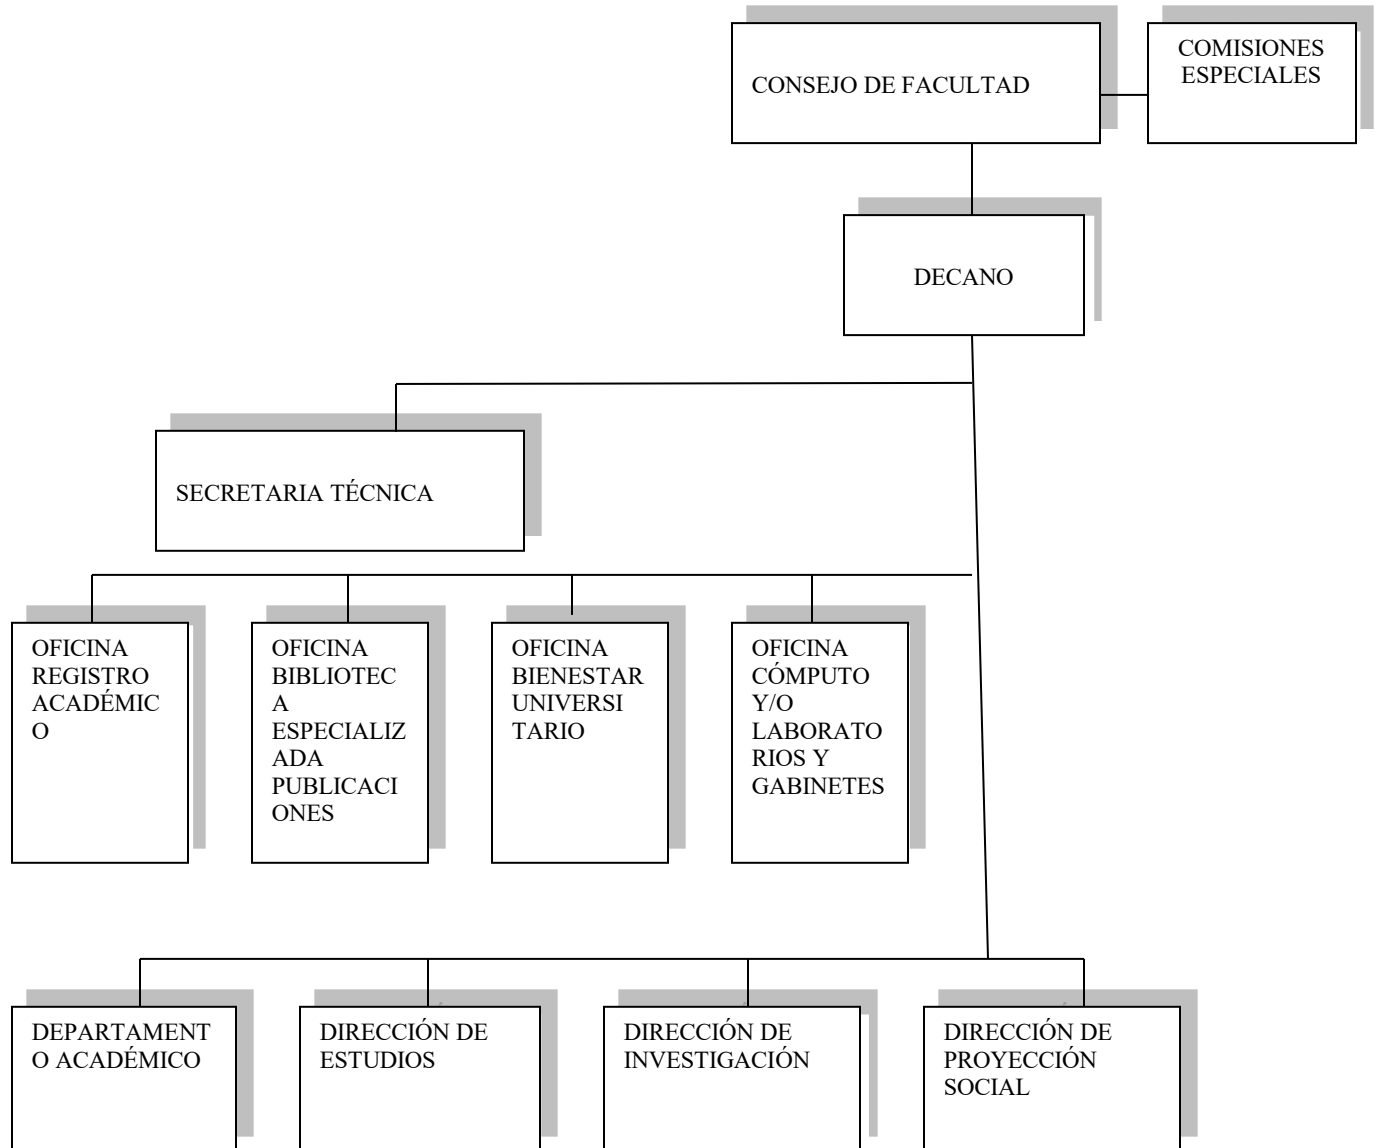 CONSEJO DE FACULTAD
COMISIONES
ESPECIALES
DECANO
SECRETARIA TÉCNICA
OFICINA
REGISTRO
ACADÉMIC
O
OFICINA
BIBLIOTEC
A
ESPECIALIZ
ADA
PUBLICACI
ONES
OFICINA
BIENESTAR
UNIVERSI
TARIO
OFICINA
CÓMPUTO
Y/O
LABORATO
RIOS Y
GABINETES
DEPARTAMENT
O ACADÉMICO
DIRECCIÓN DE
ESTUDIOS
DIRECCIÓN DE
INVESTIGACIÓN
DIRECCIÓN DE
PROYECCIÓN
SOCIAL